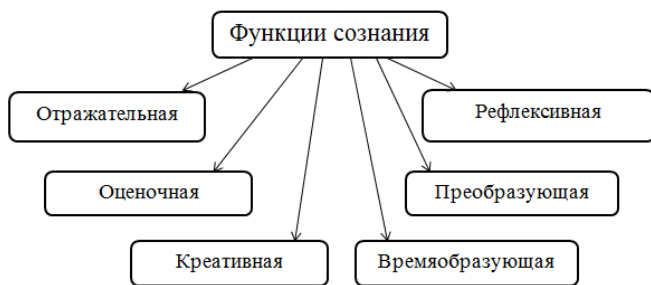 Функции сознания
Отражательная
Рефлексивная
Оценочная
Преобразующая
Креативная
Времяобразующая